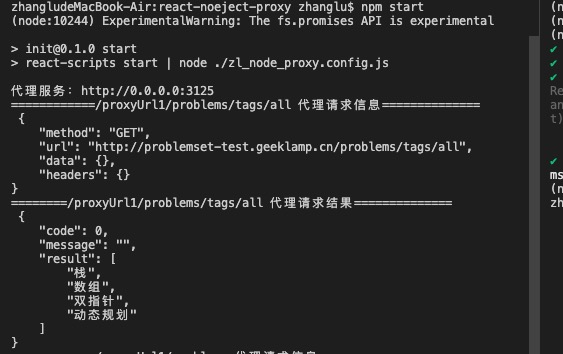 zhangludeMacBook-Air:react-noeject-proxy zhanglu$ npm start
(node:10244) ExperimentalWarning: The fs.promises API is experimental
> init@0.1.0 start
> react-scripts start | node ./zl_node_proxy.config.js
代理服务: http://0.0.0.0:3125
============/proxyUrl1/problems/tags/all 代理请求信息==============
{
"method": "GET",
"url": "http://problemset-test.geeklamp.cn/problems/tags/all",
"data": {},
"headers": {}
}
========/proxyUrl1/problems/tags/all 代理请求结果==============
{
"code": 0,
"message": "",
"result": [
"栈",
"数组",
"双指针",
"动态规划"
]
}
(n
(n
(n
✔
✔
✔
Re
an
t)
✔
ms
(n
zh